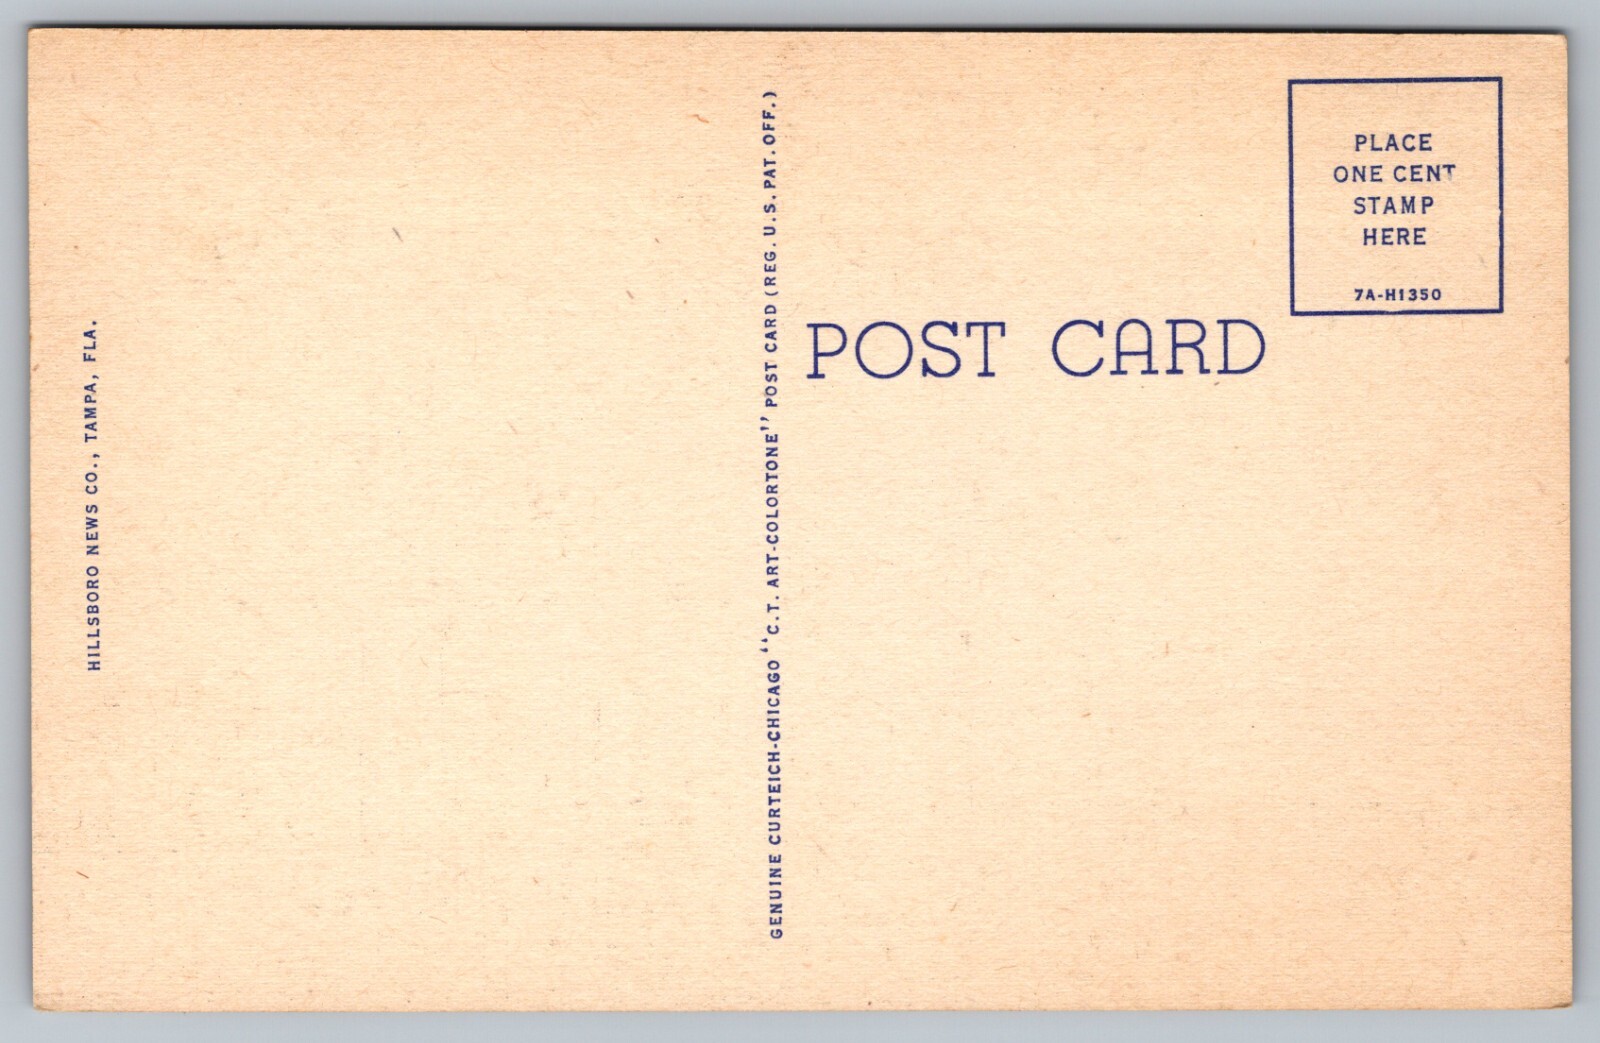 HILLSBORO NEWS CO., TAMPA, FLA.
GENUINE CURTEICH-CHICAGO "C.T. ART-COLORTONE" POST CARD (REG. U.S. PAT. OFF.)
POST CARD
PLACE
ONE CENT
STAMP
HERE
7A-H1350